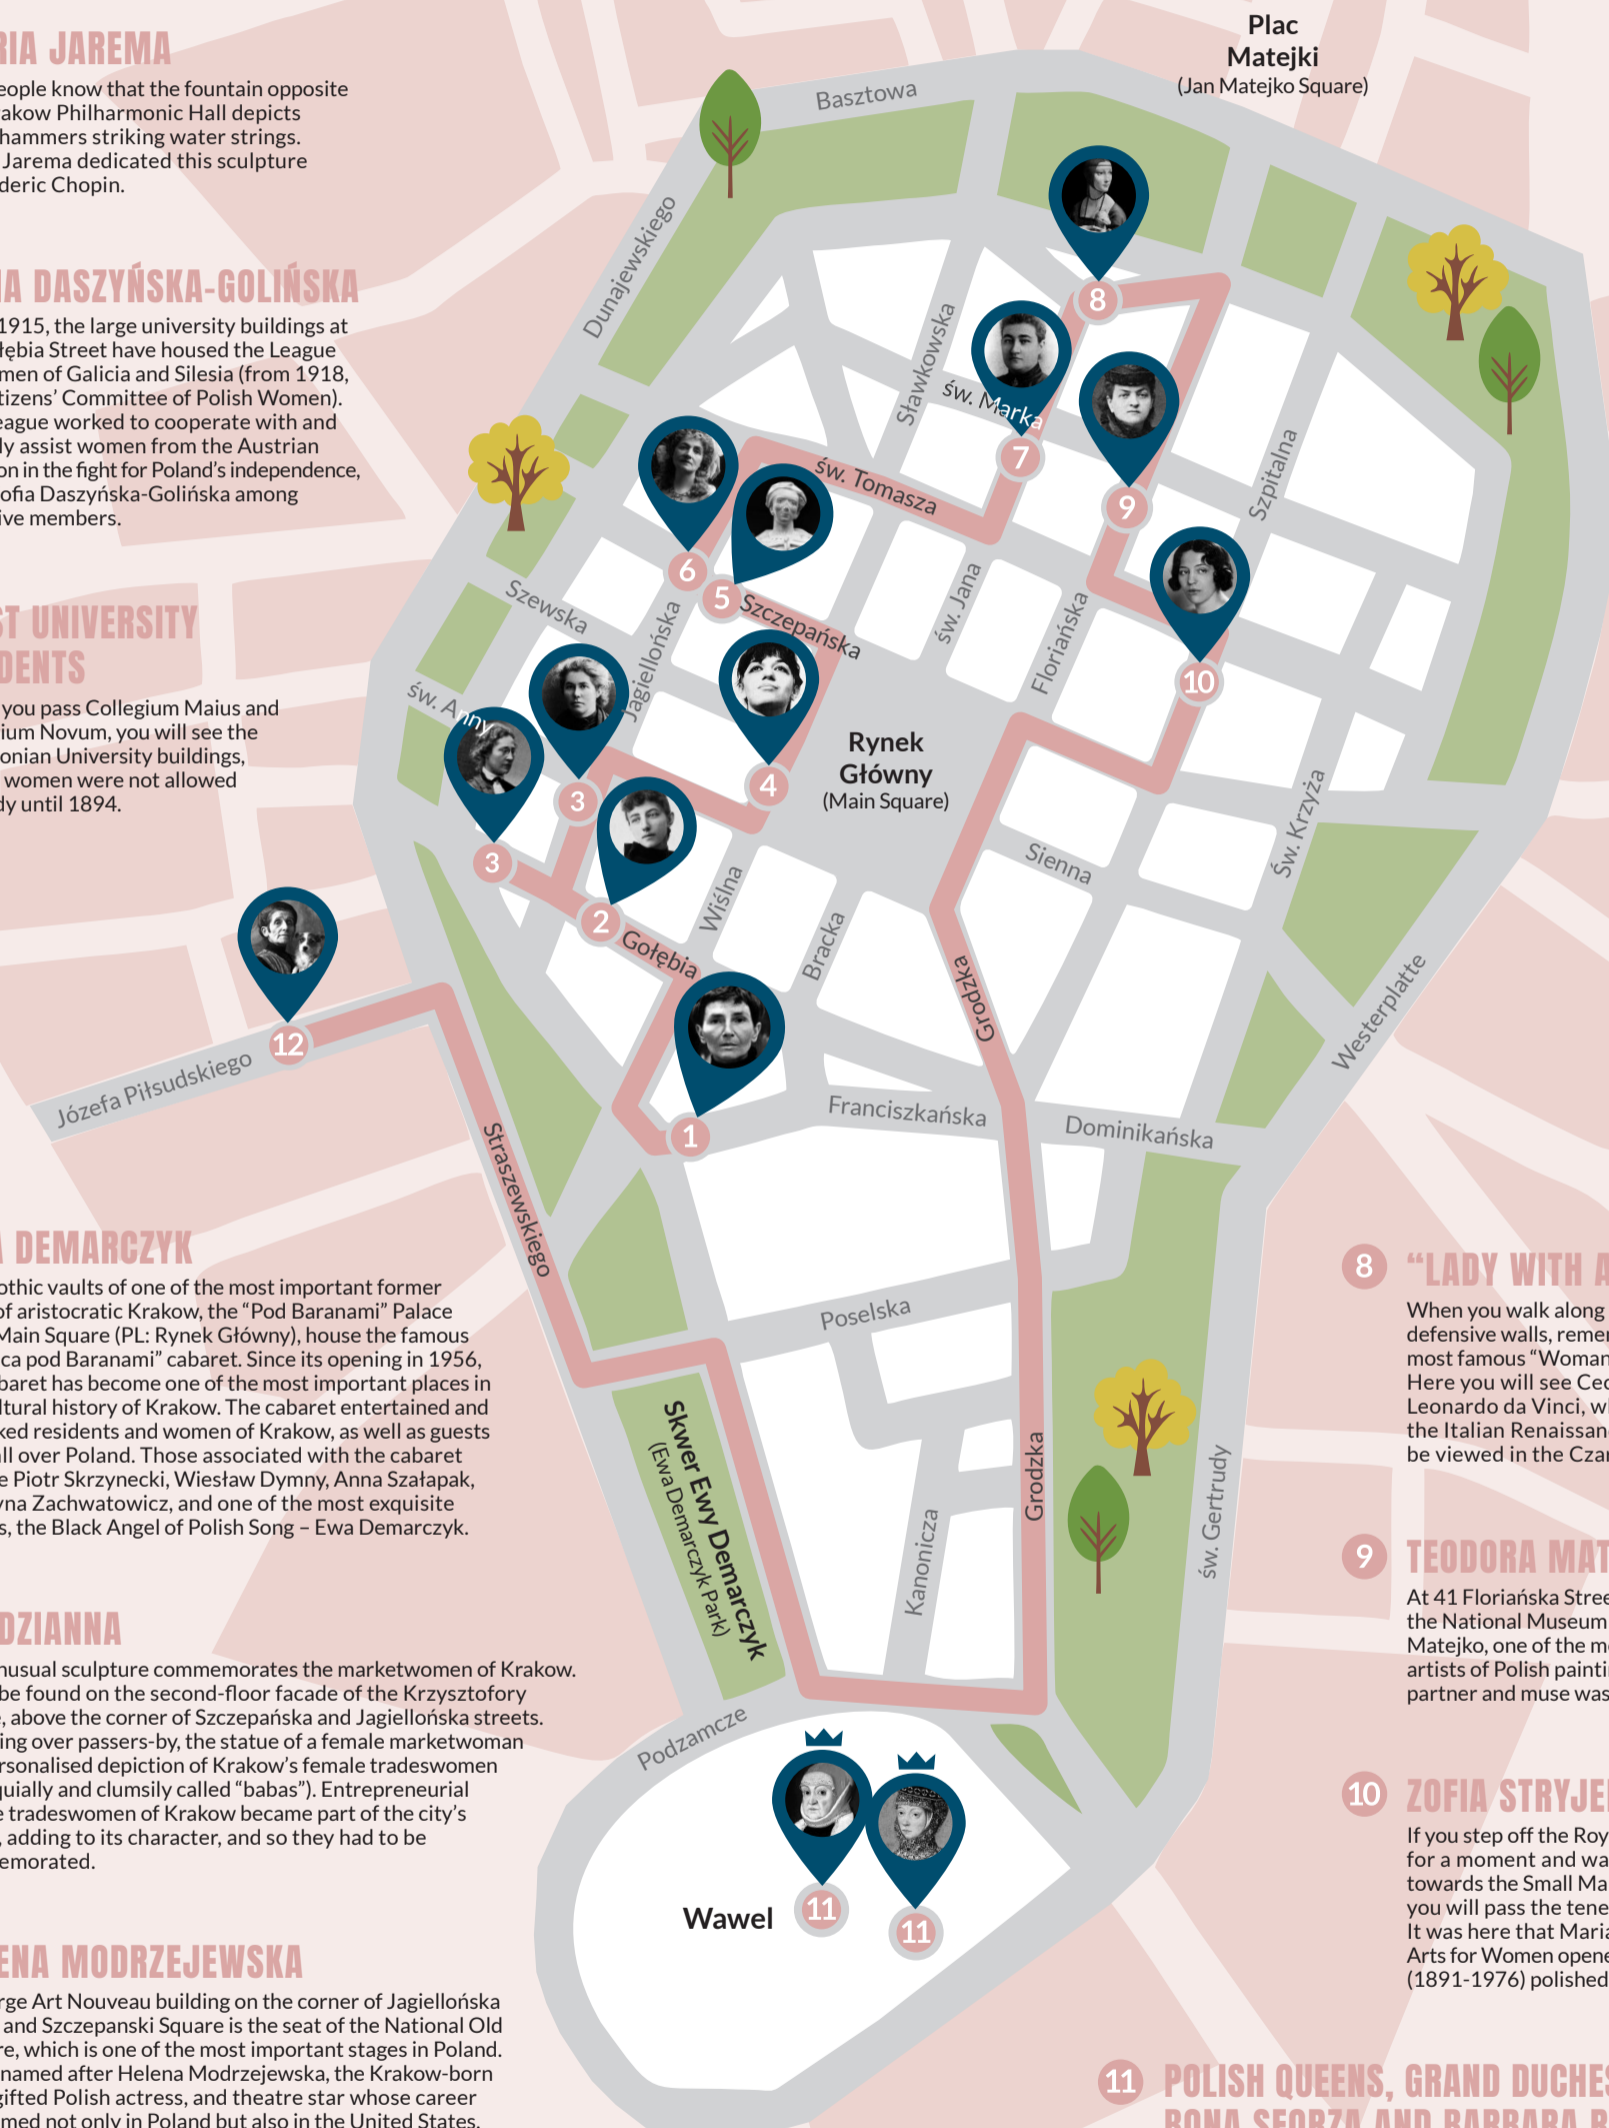 RIA JAREMA
eople know that the fountain opposite
rakow Philharmonic Hall depicts
hammers striking water strings.
Jarema dedicated this sculpture
deric Chopin.
IA DASZYŃSKA-GOLIŃSKA
1915, the large university buildings at
łębia Street have housed the League
men of Galicia and Silesia (from 1918,
tizens’ Committee of Polish Women).
eague worked to cooperate with and
ly assist women from the Austrian
on in the fight for Poland’s independence,
ofia Daszyńska-Golińska among
ive members.
ST UNIVERSITY
DENTS
you pass Collegium Maius and
ium Novum, you will see the
onian University buildings,
women were not allowed
dy until 1894.
A DEMARCZYK
othic vaults of one of the most important former
of aristocratic Krakow, the “Pod Baranami” Palace
Main Square (PL: Rynek Główny), house the famous
ca pod Baranami” cabaret. Since its opening in 1956,
baret has become one of the most important places in
ltural history of Krakow. The cabaret entertained and
ked residents and women of Krakow, as well as guests
all over Poland. Those associated with the cabaret
e Piotr Skrzynecki, Wiesław Dymny, Anna Szałapak,
yna Zachwatowicz, and one of the most exquisite
s, the Black Angel of Polish Song – Ewa Demarczyk.
DZIANNA
nusual sculpture commemorates the marketwomen of Krakow.
be found on the second-floor facade of the Krzysztofory
, above the corner of Szczepańska and Jagiellońska streets.
ing over passers-by, the statue of a female marketwoman
rsonalised depiction of Krakow’s female tradeswomen
quially and clumsily called “babas”). Entrepreneurial
e tradeswomen of Krakow became part of the city’s
, adding to its character, and so they had to be
emorated.
ENA MODRZEJEWSKA
rge Art Nouveau building on the corner of Jagiellońska
and Szczepanski Square is the seat of the National Old
re, which is one of the most important stages in Poland.
named after Helena Modrzejewska, the Krakow-born
gifted Polish actress, and theatre star whose career
med not only in Poland but also in the United States.
Plac
Matejki
(Jan Matejko Square)
Basztowa
Dunajewskiego
8
Sławkowska
św. Marka
7
św. Tomasza
Szpitalna
9
6
5
Szczepańska
Szewska
Jagiellońska
św. Jana
Floriańska
10
św. Anny
4
Rynek
Główny
(Main Square)
3
3
Św. Krzyża
Sienna
Wiślna
2
Gołębia
Bracka
Grodzka
Westerplatte
12
Józefa Piłsudskiego
1
Franciszkańska
Dominikańska
Straszewskiego
Poselska
Skwer Ewy Demarczyk
(Ewa Demarczyk Park)
Grodzka
św. Gertrudy
Kanonicza
Podzamcze
Wawel
11
11
8
“LADY WITH A
When you walk along
defensive walls, remem
most famous “Woman
Here you will see Cec
Leonardo da Vinci, wh
the Italian Renaissan
be viewed in the Czar
9
TEODORA MAT
At 41 Floriańska Stree
the National Museum
Matejko, one of the mo
artists of Polish painti
partner and muse was
10
ZOFIA STRYJE
If you step off the Roy
for a moment and wa
towards the Small Ma
you will pass the tene
It was here that Maria
Arts for Women opene
(1891-1976) polished
11
POLISH QUEENS, GRAND DUCHES
BONA SFORZA AND BARBARA R